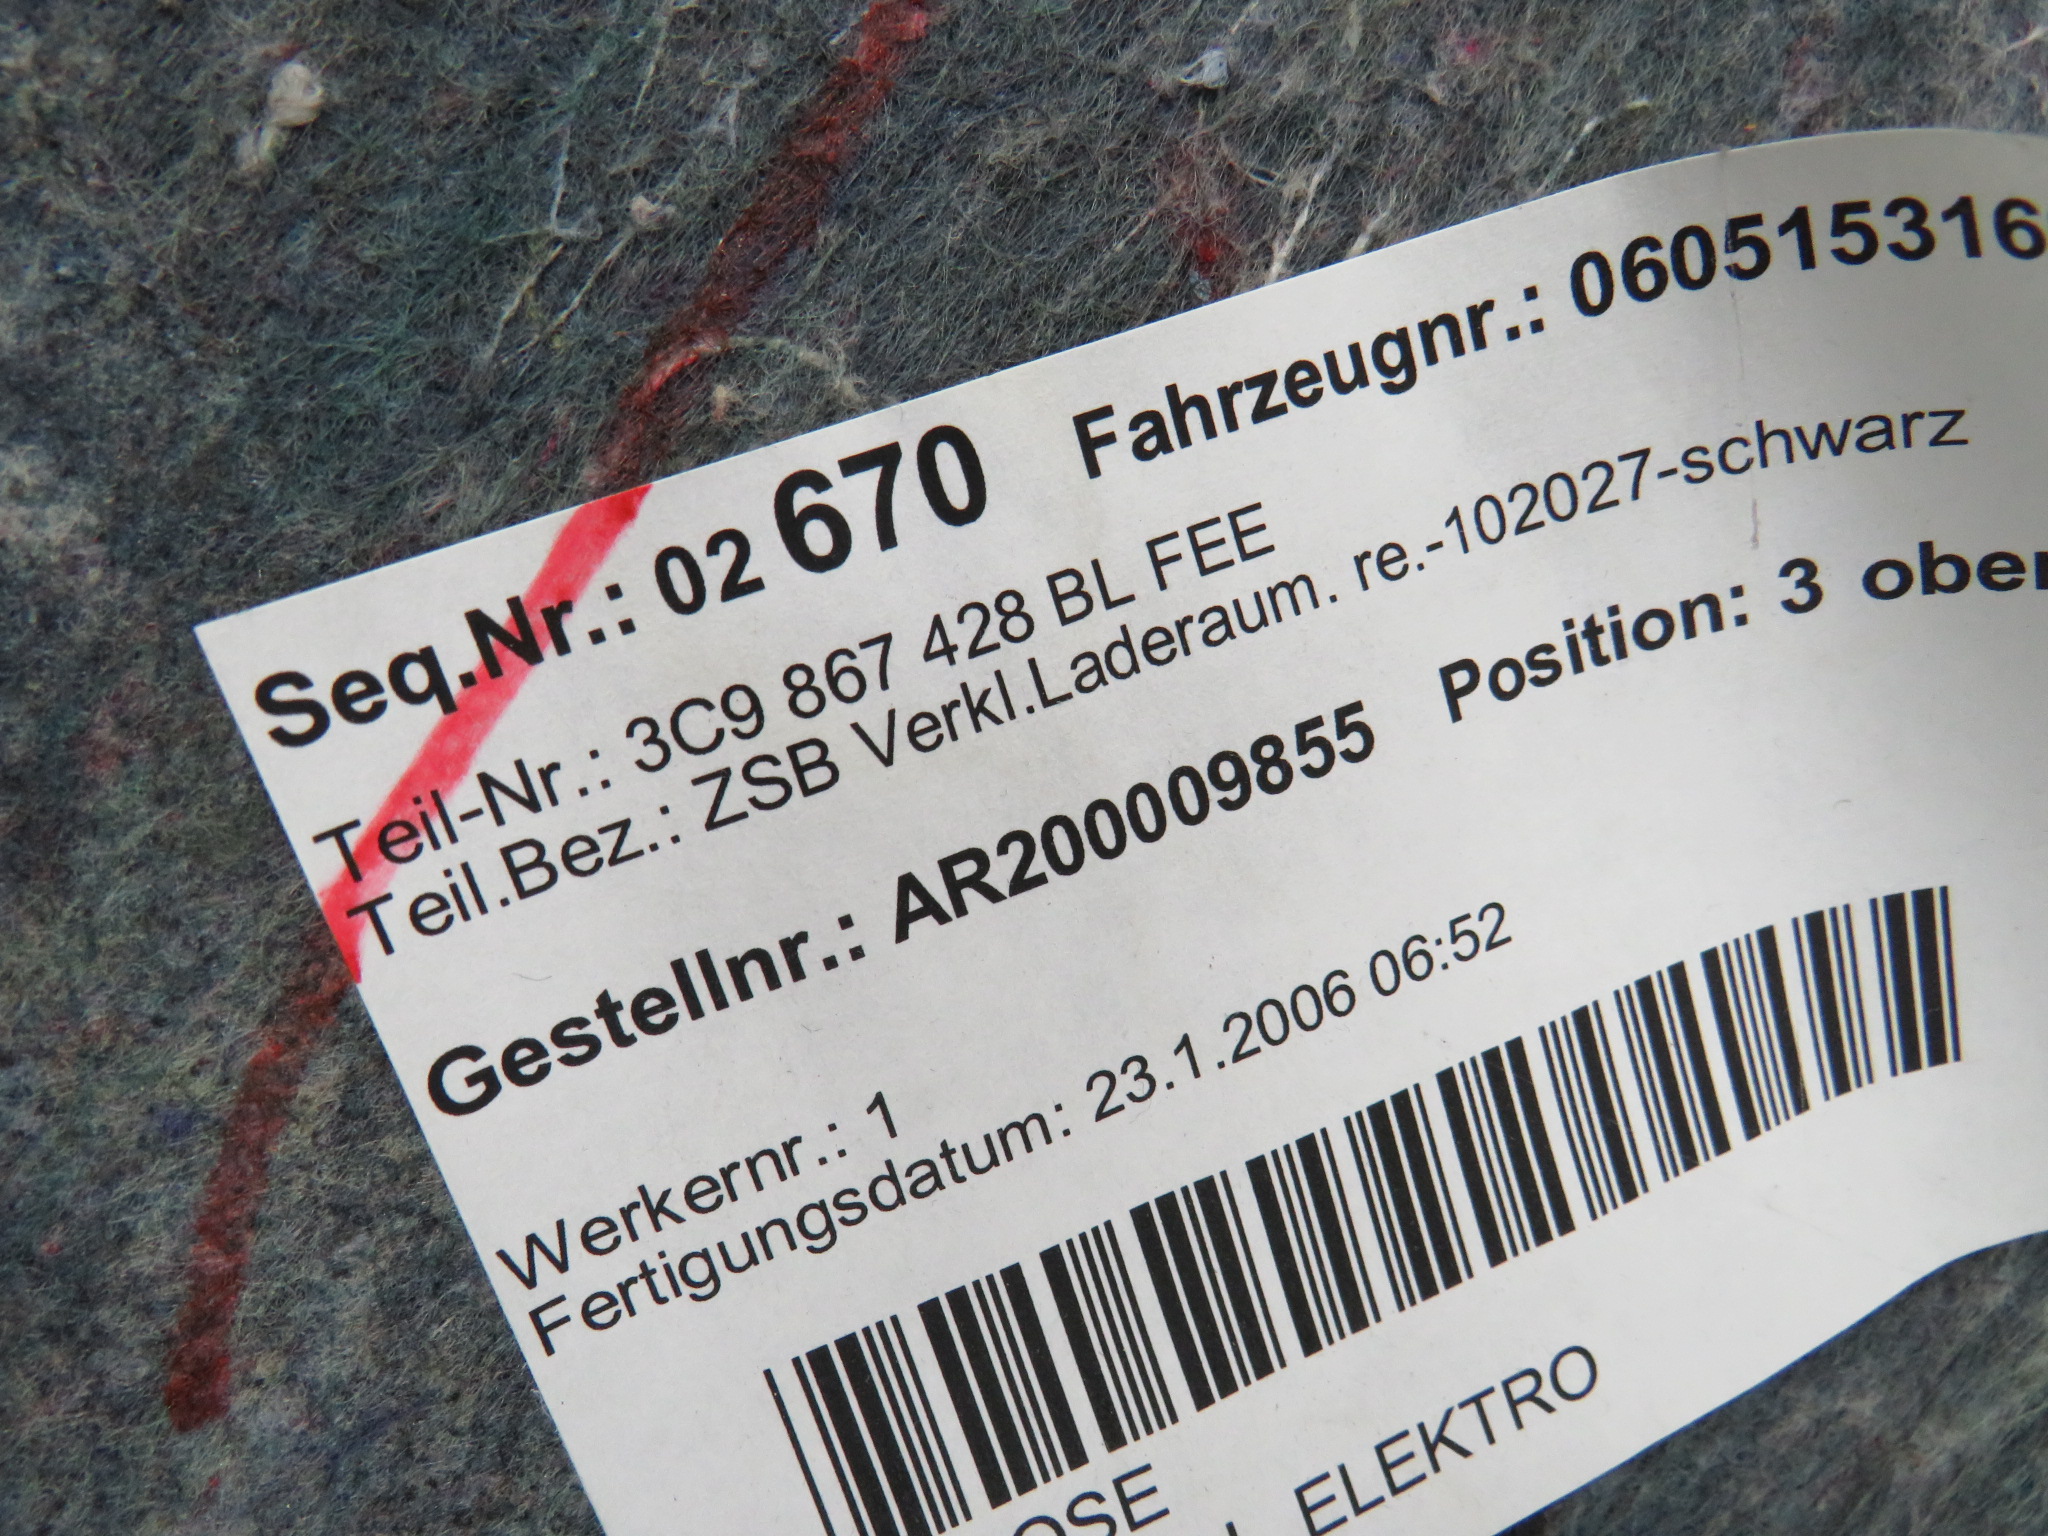 Seq.Nr.: 02 670 Fahrzeugnr.: 060515316
Teil-Nr.: 3C9 867 428 BL FEE
Teil.Bez.: ZSB Verkl.Laderaum. re.-102027-schwarz
Gestellnr.: AR200009855 Position: 3 oben
Werkernr.: 1
Fertigungsdatum: 23.1.2006 06:52
ELEKTRO